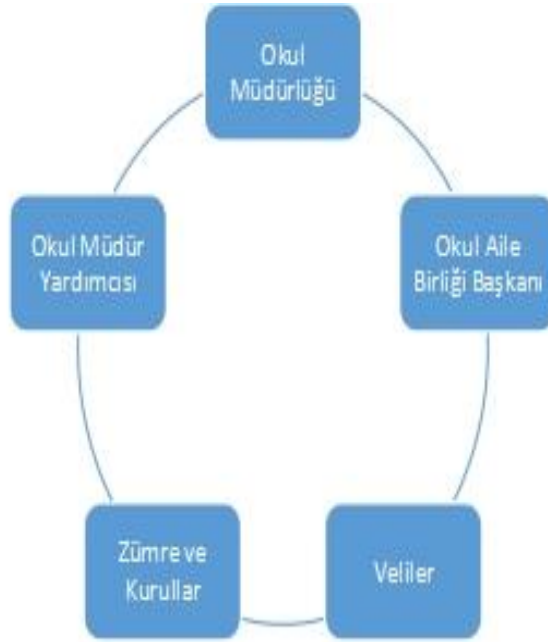 Okul
Müdürlüğü
Okul Müdür
Yardımcısı
Okul Aile
Birliği Başkanı
Zümre ve
Kurullar
Veliler